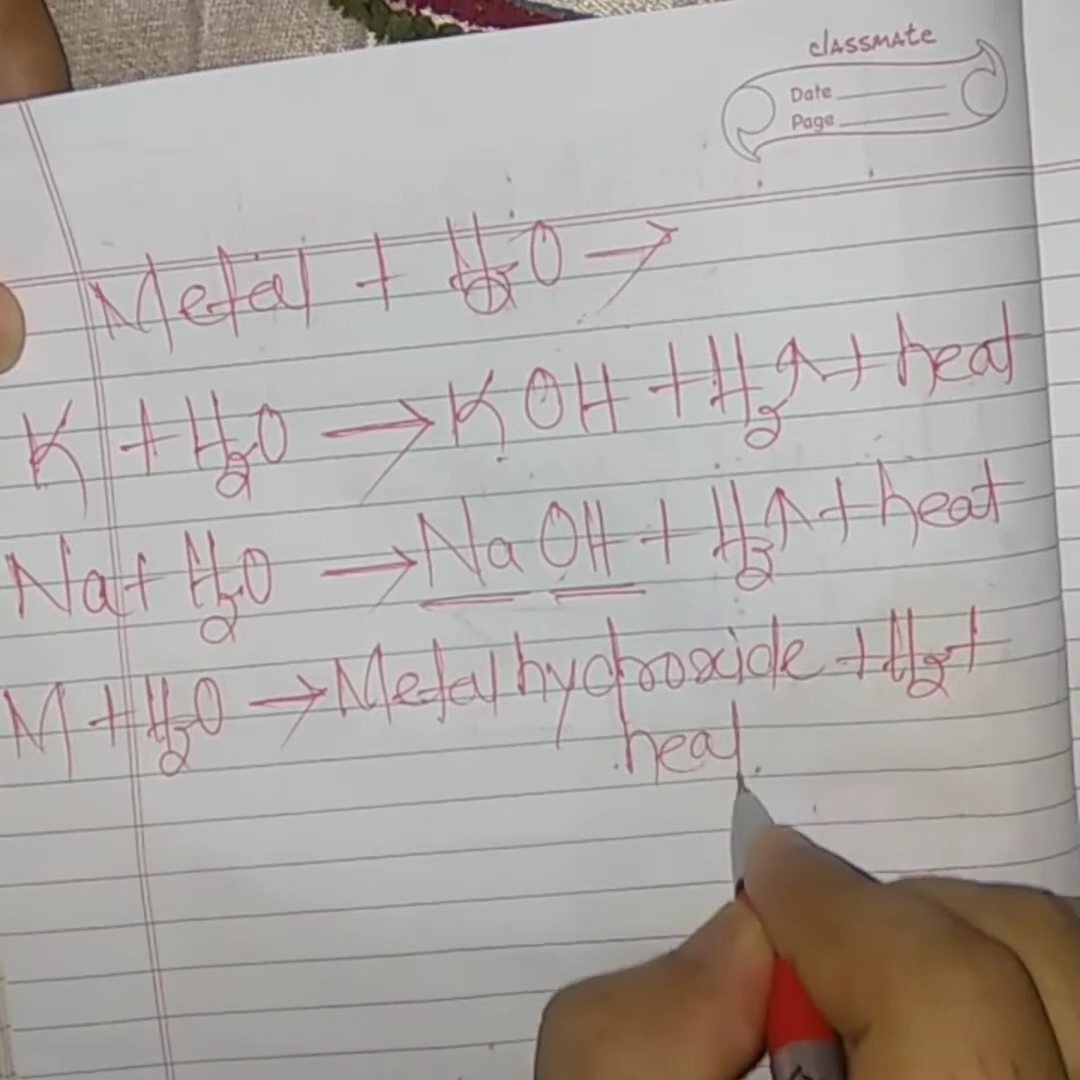 classmate
Date
Page
Metal + H₂O →
K + H₂O → KOH + H₂↑ + heat
Na + H₂O → NaOH + H₂↑ + heat
M + H₂O → Metal hydroxide + H₂ +
heat